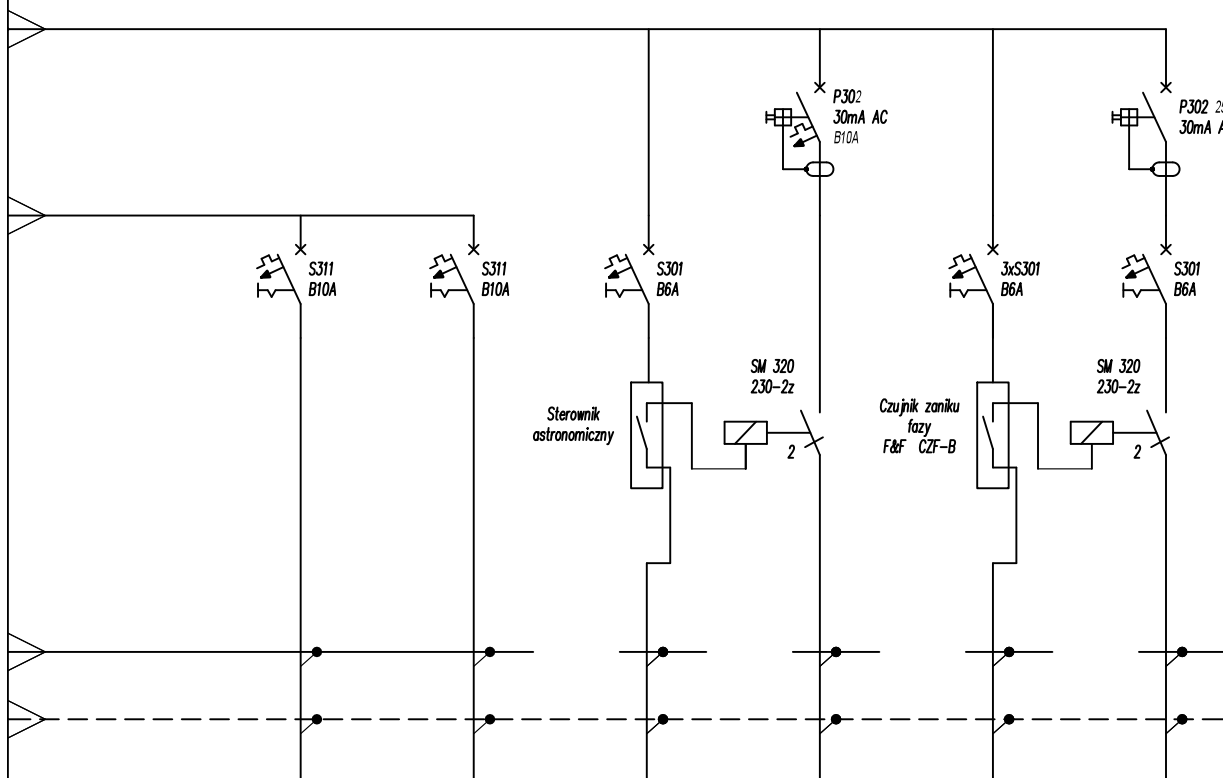 P302
30mA AC
B10A
P302 25
30mA A
S311
B10A
S311
B10A
S301
B6A
3xS301
B6A
S301
B6A
SM 320
230-2z
SM 320
230-2z
Sterownik
astronomiczny
2
Czujnik zaniku
fazy
F&F CZF-B
2